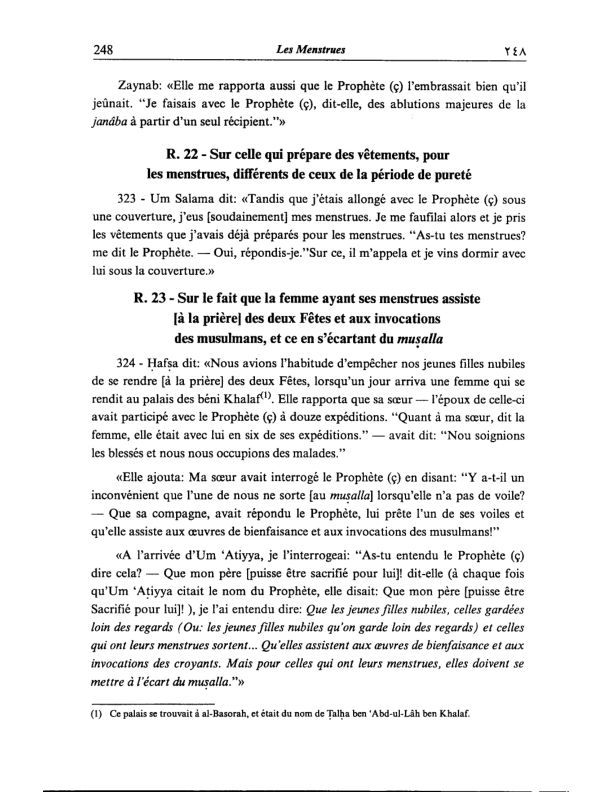 248 Les Menstrues ٢٤٨
Zaynab: «Elle me rapporta aussi que le Prophète (ç) l'embrassait bien qu'il
jeûnait. “Je faisais avec le Prophète (ç), dit-elle, des ablutions majeures de la
janâba à partir d'un seul récipient.”»
R. 22 - Sur celle qui prépare des vêtements, pour
les menstrues, différents de ceux de la période de pureté
323 - Um Salama dit: «Tandis que j'étais allongé avec le Prophète (ç) sous
une couverture, j'eus [soudainement] mes menstrues. Je me faufilai alors et je pris
les vêtements que j'avais déjà préparés pour les menstrues. “As-tu tes menstrues?
me dit le Prophète. — Oui, répondis-je.”Sur ce, il m'appela et je vins dormir avec
lui sous la couverture.»
R. 23 - Sur le fait que la femme ayant ses menstrues assiste
[à la prière] des deux Fêtes et aux invocations
des musulmans, et ce en s'écartant du muṣalla
324 - Ḥafṣa dit: «Nous avions l'habitude d'empêcher nos jeunes filles nubiles
de se rendre [à la prière] des deux Fêtes, lorsqu'un jour arriva une femme qui se
rendit au palais des béni Khalaf(1). Elle rapporta que sa sœur — l'époux de celle-ci
avait participé avec le Prophète (ç) à douze expéditions. “Quant à ma sœur, dit la
femme, elle était avec lui en six de ses expéditions.” — avait dit: “Nou soignions
les blessés et nous nous occupions des malades.”
«Elle ajouta: Ma sœur avait interrogé le Prophète (ç) en disant: “Y a-t-il un
inconvénient que l'une de nous ne sorte [au muṣalla] lorsqu'elle n'a pas de voile?
— Que sa compagne, avait répondu le Prophète, lui prête l'un de ses voiles et
qu'elle assiste aux œuvres de bienfaisance et aux invocations des musulmans!”
«A l'arrivée d'Um ‘Atiyya, je l'interrogeai: “As-tu entendu le Prophète (ç)
dire cela? — Que mon père [puisse être sacrifié pour lui]! dit-elle (à chaque fois
qu'Um ‘Aṭiyya citait le nom du Prophète, elle disait: Que mon père [puisse être
Sacrifié pour lui]! ), je l'ai entendu dire: Que les jeunes filles nubiles, celles gardées
loin des regards (Ou: les jeunes filles nubiles qu'on garde loin des regards) et celles
qui ont leurs menstrues sortent... Qu'elles assistent aux œuvres de bienfaisance et aux
invocations des croyants. Mais pour celles qui ont leurs menstrues, elles doivent se
mettre à l'écart du muṣalla.”»
(1) Ce palais se trouvait à al-Basorah, et était du nom de Ṭalḥa ben ‘Abd-ul-Lâh ben Khalaf.